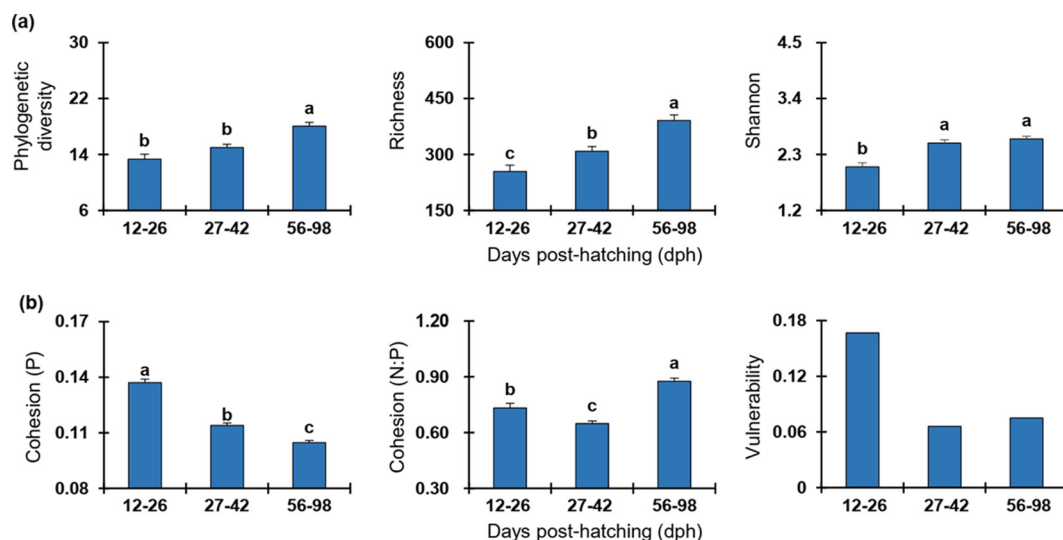 (a)
Phylogenetic
diversity
30
22
14
6
b
b
a
12-26
27-42
56-98
Richness
600
450
300
150
c
b
a
12-26
27-42
56-98
Days post-hatching (dph)
Shannon
4.5
3.4
2.3
1.2
b
a
a
12-26
27-42
56-98
(b)
Cohesion (P)
0.17
0.14
0.11
0.08
a
b
c
12-26
27-42
56-98
Cohesion (N:P)
1.20
0.90
0.60
0.30
b
c
a
12-26
27-42
56-98
Days post-hatching (dph)
Vulnerability
0.18
0.12
0.06
0
12-26
27-42
56-98